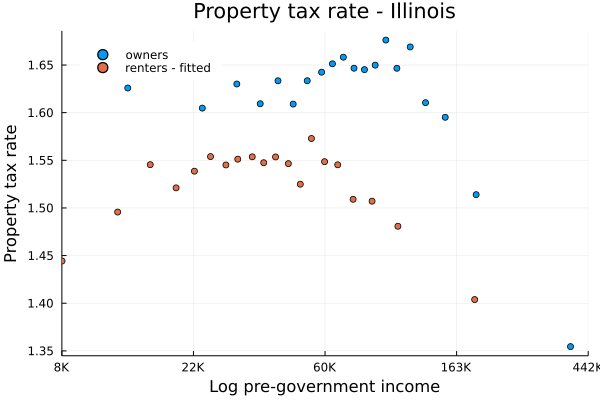 Property tax rate - Illinois
owners
renters - fitted
Property tax rate
1.65
1.60
1.55
1.50
1.45
1.40
1.35
8K 22K 60K 163K 442K
Log pre-government income